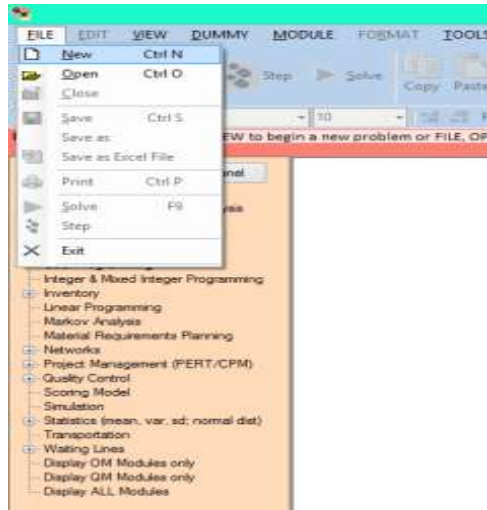 FILE EDIT VIEW DUMMY MODULE FORMAT TOOLS
New Ctrl N
Open Ctrl O
Close
Save Ctrl S
Save as
Save as Excel File
Print Ctrl P
Solve F9
Step
Exit
Step Solve
Copy Paste
10
EW to begin a new problem or FILE, OP
nel
Integer & Mixed Integer Programming
Inventory
Linear Programming
Markov Analysis
Material Requirements Planning
Networks
Project Management (PERT/CPM)
Quality Control
Scoring Model
Simulation
Statistics (mean, var, sd; normal dist)
Transportation
Waiting Lines
Display OM Modules only
Display QM Modules only
Display ALL Modules